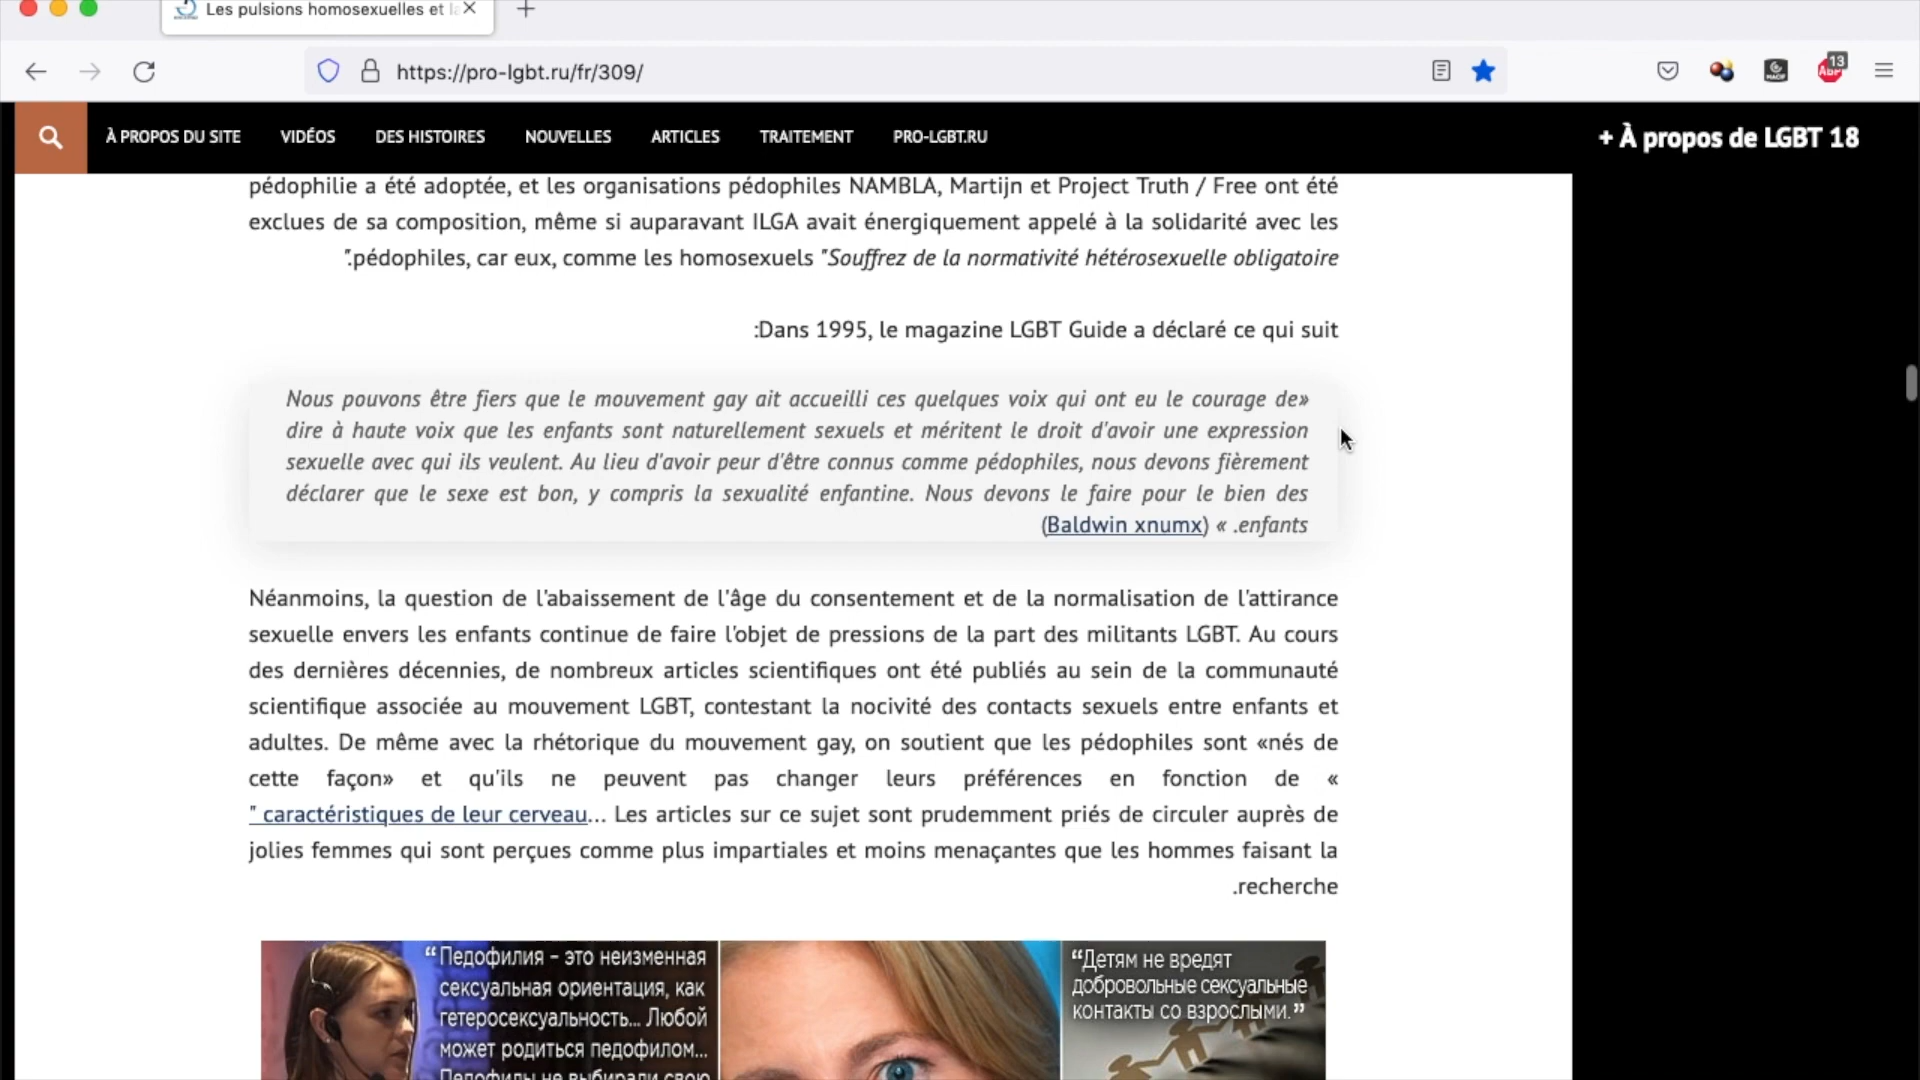 Les pulsions homosexuelles et la
https://pro-lgbt.ru/fr/309/
13
ABP
À PROPOS DU SITE
VIDÉOS
DES HISTOIRES
NOUVELLES
ARTICLES
TRAITEMENT
PRO-LGBT.RU
+ À propos de LGBT 18
pédophilie a été adoptée, et les organisations pédophiles NAMBLA, Martijn et Project Truth / Free ont été
exclues de sa composition, même si auparavant ILGA avait énergiquement appelé à la solidarité avec les
".pédophiles, car eux, comme les homosexuels "Souffrez de la normativité hétérosexuelle obligatoire
:Dans 1995, le magazine LGBT Guide a déclaré ce qui suit
Nous pouvons être fiers que le mouvement gay ait accueilli ces quelques voix qui ont eu le courage de»
dire à haute voix que les enfants sont naturellement sexuels et méritent le droit d'avoir une expression
sexuelle avec qui ils veulent. Au lieu d'avoir peur d'être connus comme pédophiles, nous devons fièrement
déclarer que le sexe est bon, y compris la sexualité enfantine. Nous devons le faire pour le bien des
(Baldwin xnumx) « .enfants
Néanmoins, la question de l'abaissement de l'âge du consentement et de la normalisation de l'attirance
sexuelle envers les enfants continue de faire l'objet de pressions de la part des militants LGBT. Au cours
des dernières décennies, de nombreux articles scientifiques ont été publiés au sein de la communauté
scientifique associée au mouvement LGBT, contestant la nocivité des contacts sexuels entre enfants et
adultes. De même avec la rhétorique du mouvement gay, on soutient que les pédophiles sont «nés de
cette façon» et qu'ils ne peuvent pas changer leurs préférences en fonction de «
" caractéristiques de leur cerveau... Les articles sur ce sujet sont prudemment priés de circuler auprès de
jolies femmes qui sont perçues comme plus impartiales et moins menaçantes que les hommes faisant la
.recherche
“Педофилия - это неизменная
сексуальная ориентация, как
гетеросексуальность... Любой
может родиться педофилом...
Педофилы не выбирали свою
“Детям не вредят
добровольные сексуальные
контакты со взрослыми.”